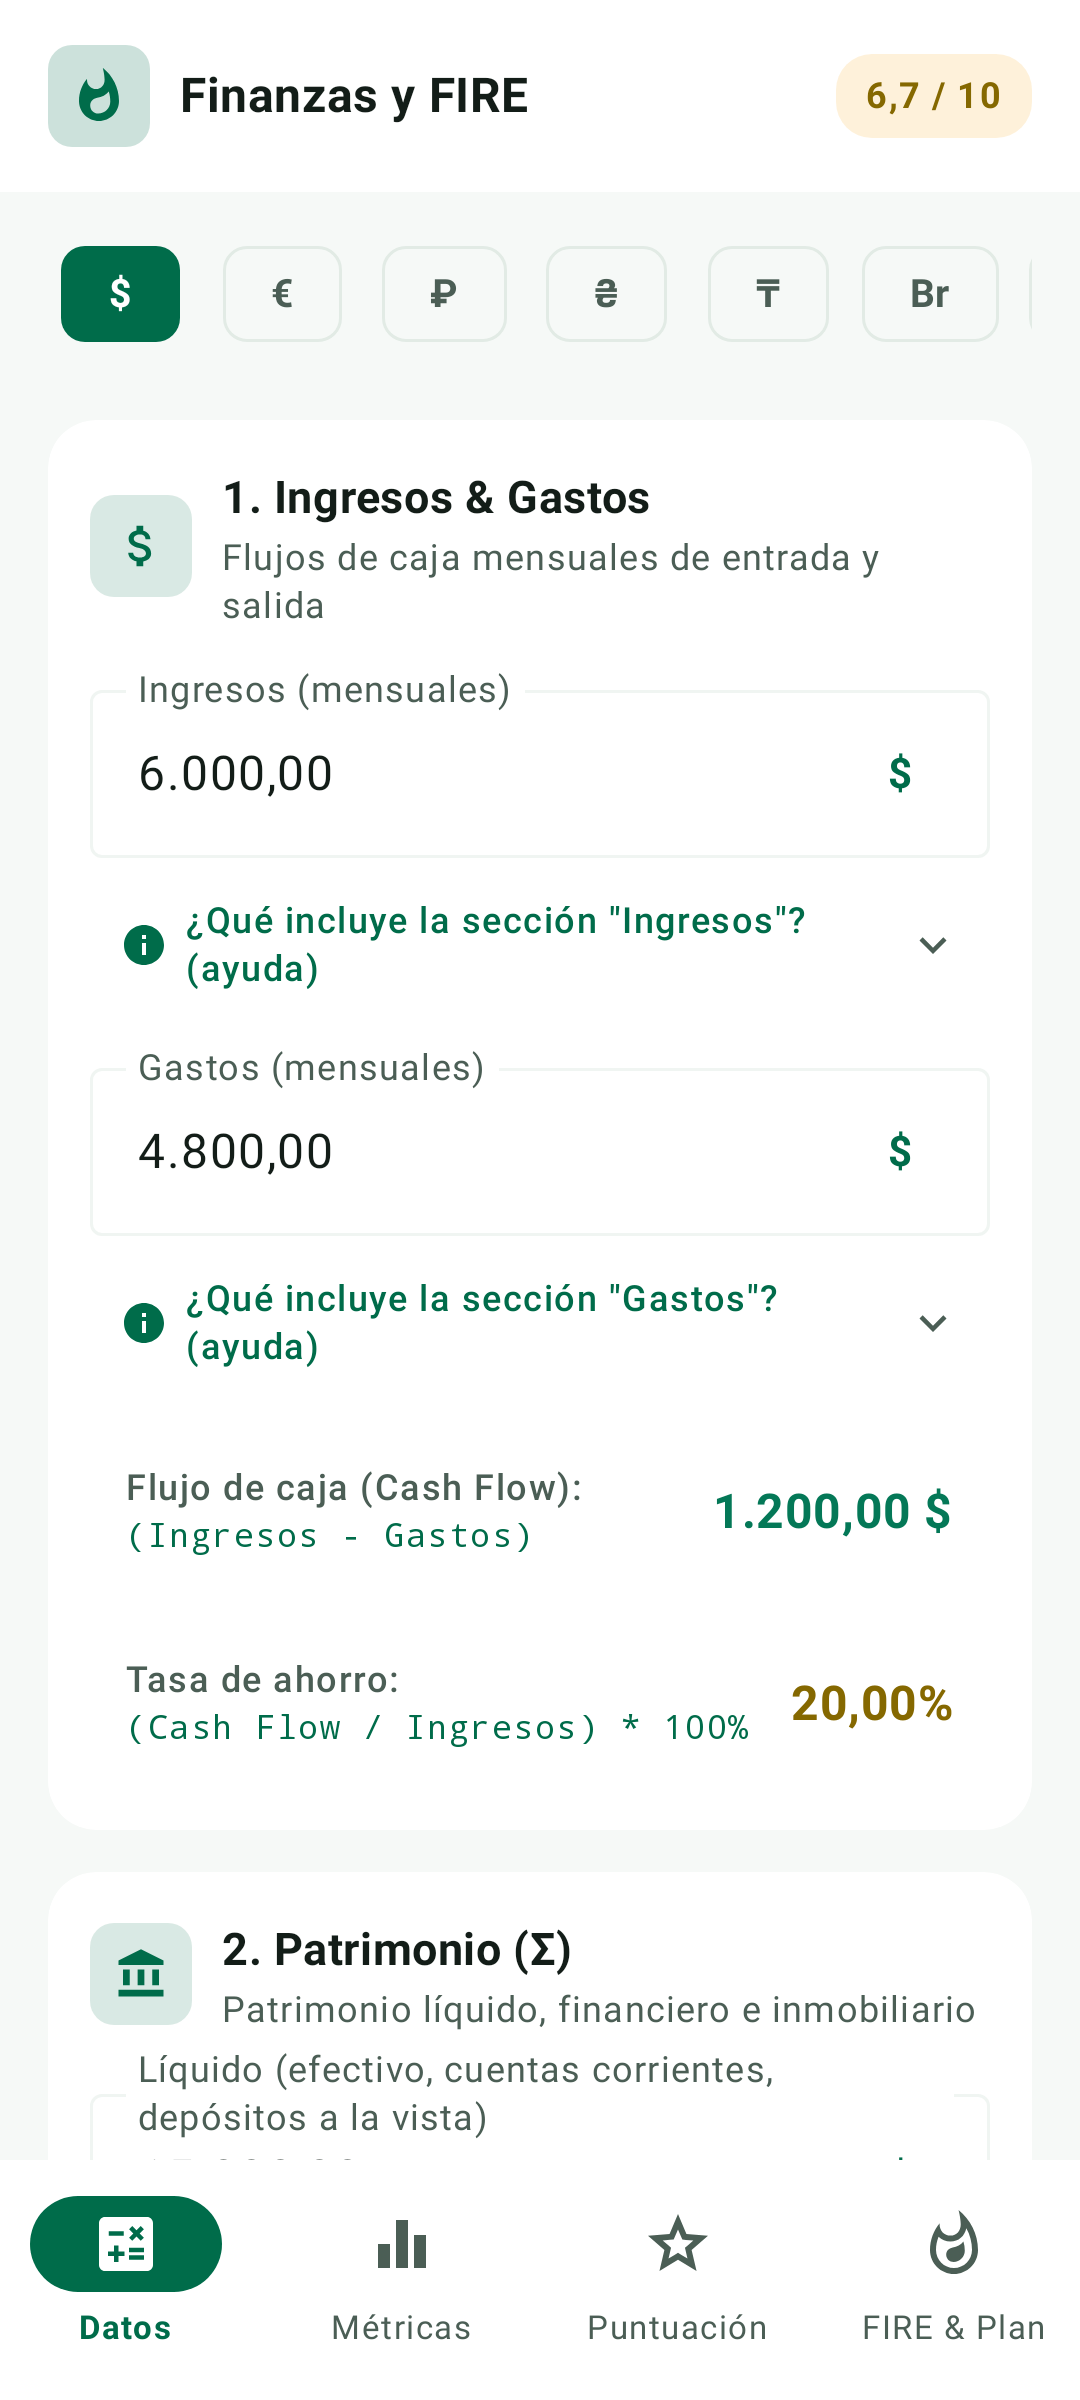 Finanzas y FIRE
6,7 / 10
$ € ₽ ₴ ₸ Br
1. Ingresos & Gastos
$
Flujos de caja mensuales de entrada y
salida
Ingresos (mensuales)
6.000,00 $
¿Qué incluye la sección "Ingresos"?
(ayuda)
Gastos (mensuales)
4.800,00 $
¿Qué incluye la sección "Gastos"?
(ayuda)
Flujo de caja (Cash Flow):
(Ingresos - Gastos)
1.200,00 $
Tasa de ahorro:
(Cash Flow / Ingresos) * 100%
20,00%
2. Patrimonio (Σ)
Patrimonio líquido, financiero e inmobiliario
Líquido (efectivo, cuentas corrientes,
depósitos a la vista)
Datos
Métricas
Puntuación
FIRE & Plan